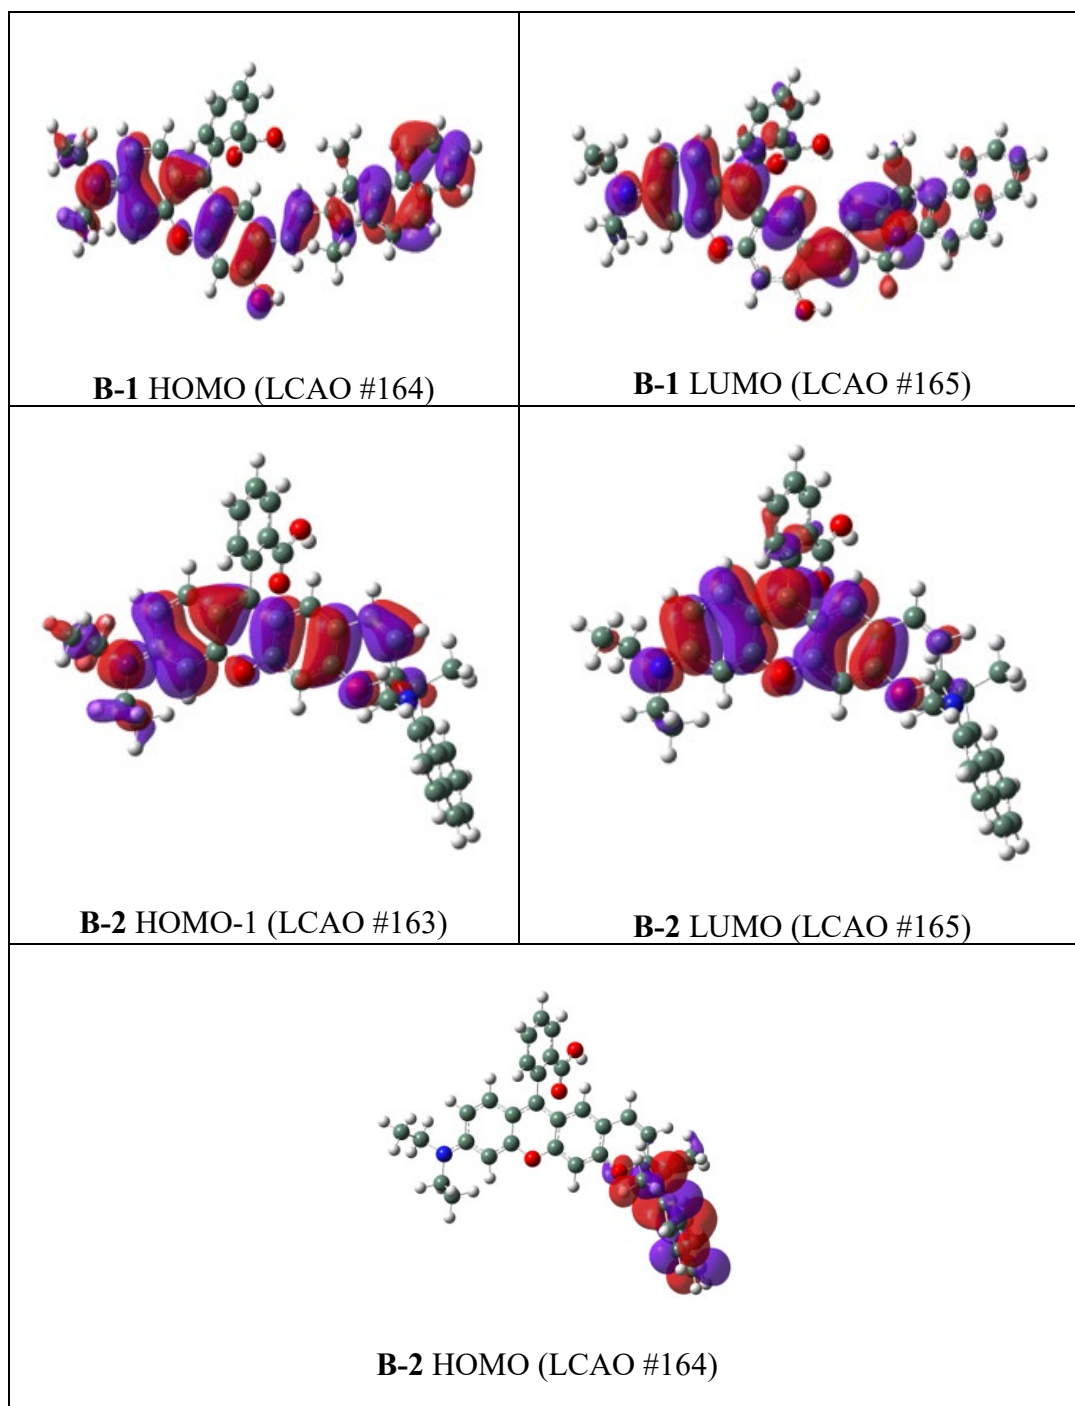 B-1 HOMO (LCAO #164)
B-1 LUMO (LCAO #165)
B-2 HOMO-1 (LCAO #163)
B-2 LUMO (LCAO #165)
B-2 HOMO (LCAO #164)